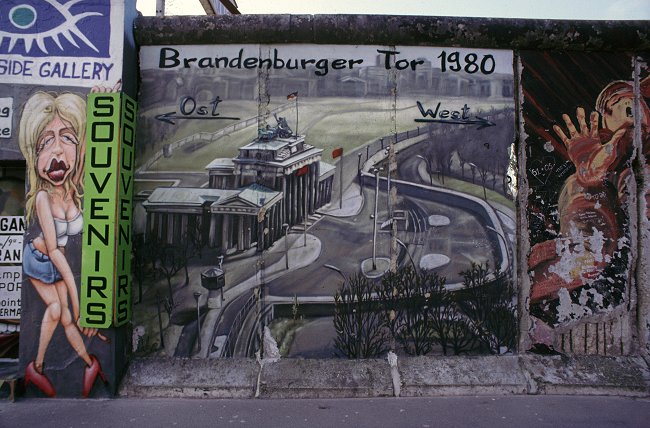 Brandenburger Tor 1980
Ost
West
SIDE GALLERY
SOUVENIRS
SOUVENIRS